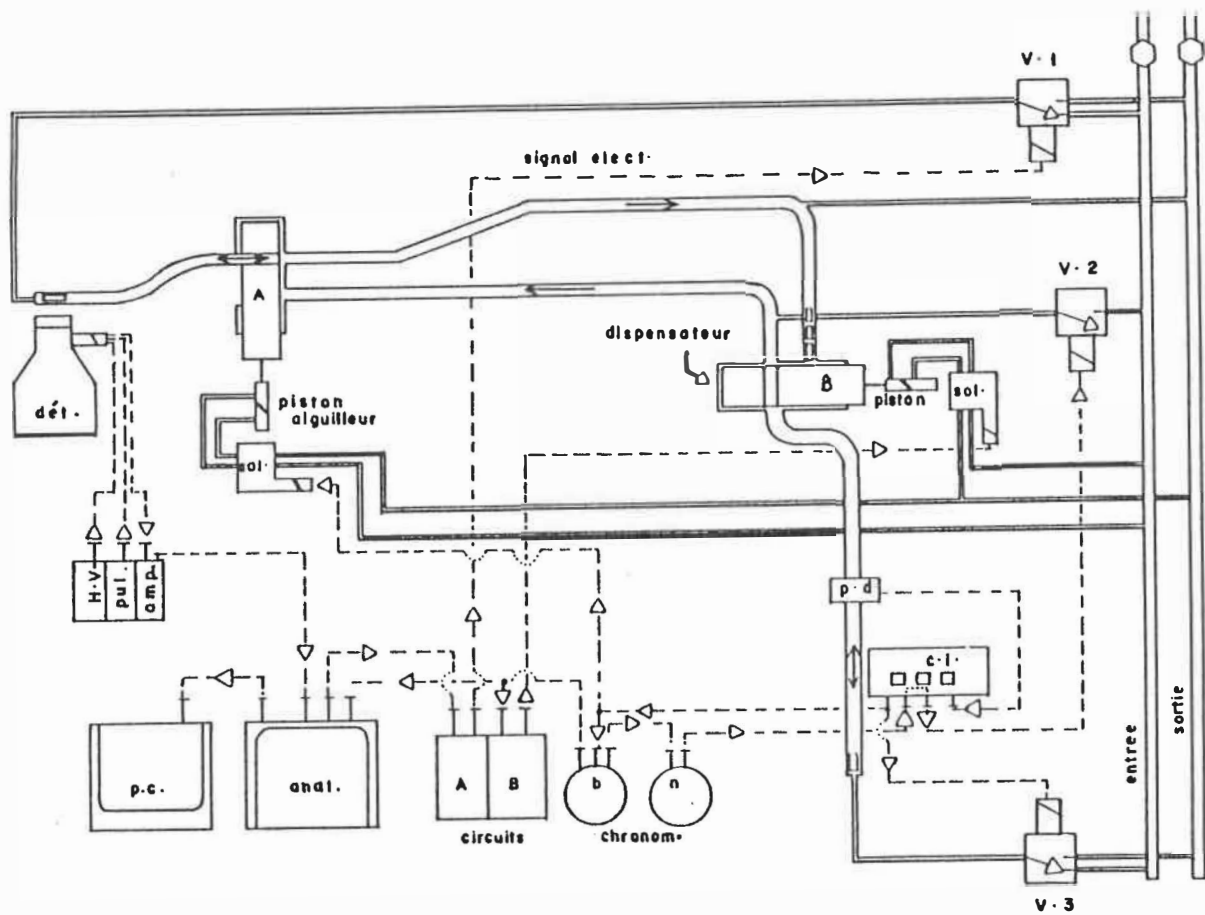 V·1
signal elect·
V·2
A
dispensateur
B
sol·
piston
dét·
piston
aiguilleur
sol·
H·V
pul.
amp.
p·d
c·l·
entree
sortie
p.c.
anal.
A
B
b
n
circuits
chronom·
V·3